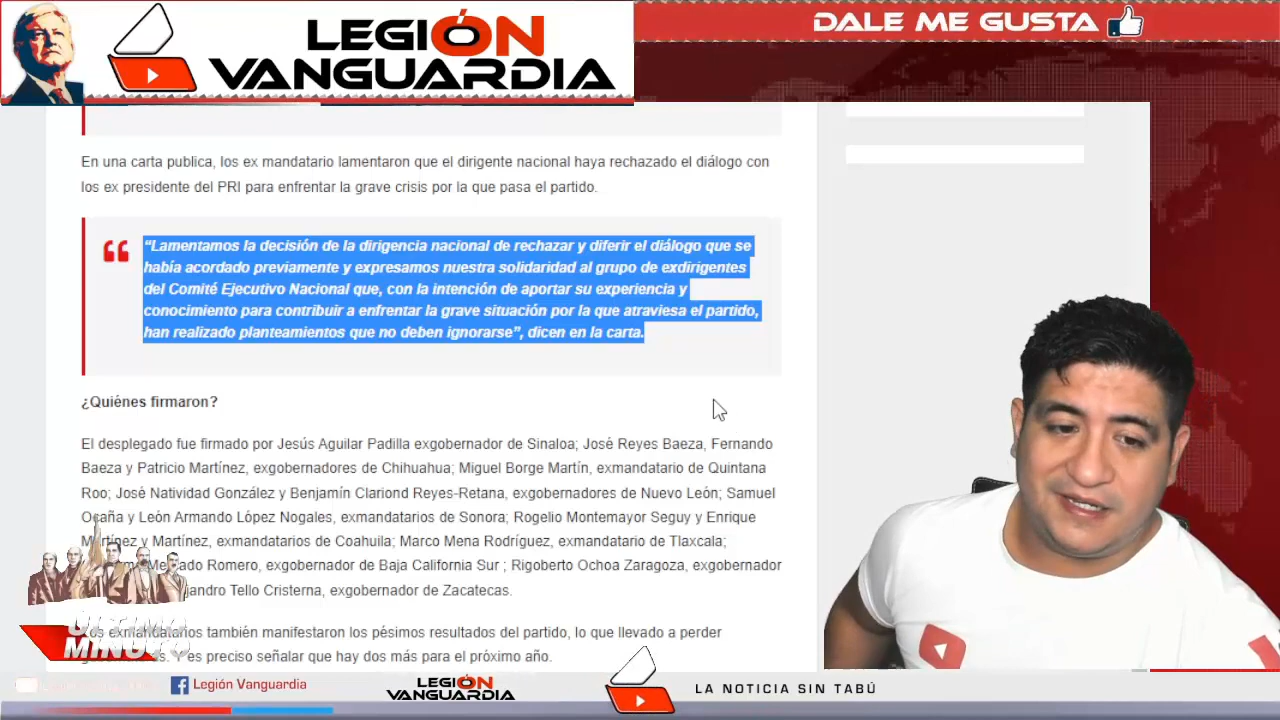 LEGIÓN
VANGUARDIA
DALE ME GUSTA
En una carta publica, los ex mandatario lamentaron que el dirigente nacional haya rechazado el diálogo con
los ex presidente del PRI para enfrentar la grave crisis por la que pasa el partido.
“Lamentamos la decisión de la dirigencia nacional de rechazar y diferir el diálogo que se
había acordado previamente y expresamos nuestra solidaridad al grupo de exdirigentes
del Comité Ejecutivo Nacional que, con la intención de aportar su experiencia y
conocimiento para contribuir a enfrentar la grave situación por la que atraviesa el partido,
han realizado planteamientos que no deben ignorarse”, dicen en la carta.
¿Quiénes firmaron?
El desplegado fue firmado por Jesús Aguilar Padilla exgobernador de Sinaloa; José Reyes Baeza, Fernando
Baeza y Patricio Martínez, exgobernadores de Chihuahua; Miguel Borge Martín, exmandatario de Quintana
Roo; José Natividad González y Benjamín Clariond Reyes-Retana, exgobernadores de Nuevo León; Samuel
Ocaña y León Armando López Nogales, exmandatarios de Sonora; Rogelio Montemayor Seguy y Enrique
Martínez y Martínez, exmandatarios de Coahuila; Marco Mena Rodríguez, exmandatario de Tlaxcala;
Romero, exgobernador de Baja California Sur ; Rigoberto Ochoa Zaragoza, exgobernador
Tello Cristerna, exgobernador de Zacatecas.
exmandatarios también manifestaron los pésimos resultados del partido, lo que llevado a perder
Y es preciso señalar que hay dos más para el próximo año.
ÚLTIMO
MINUTO
Legión Vanguardia
LEGIÓN
VANGUARDIA
LA NOTICIA SIN TABÚ